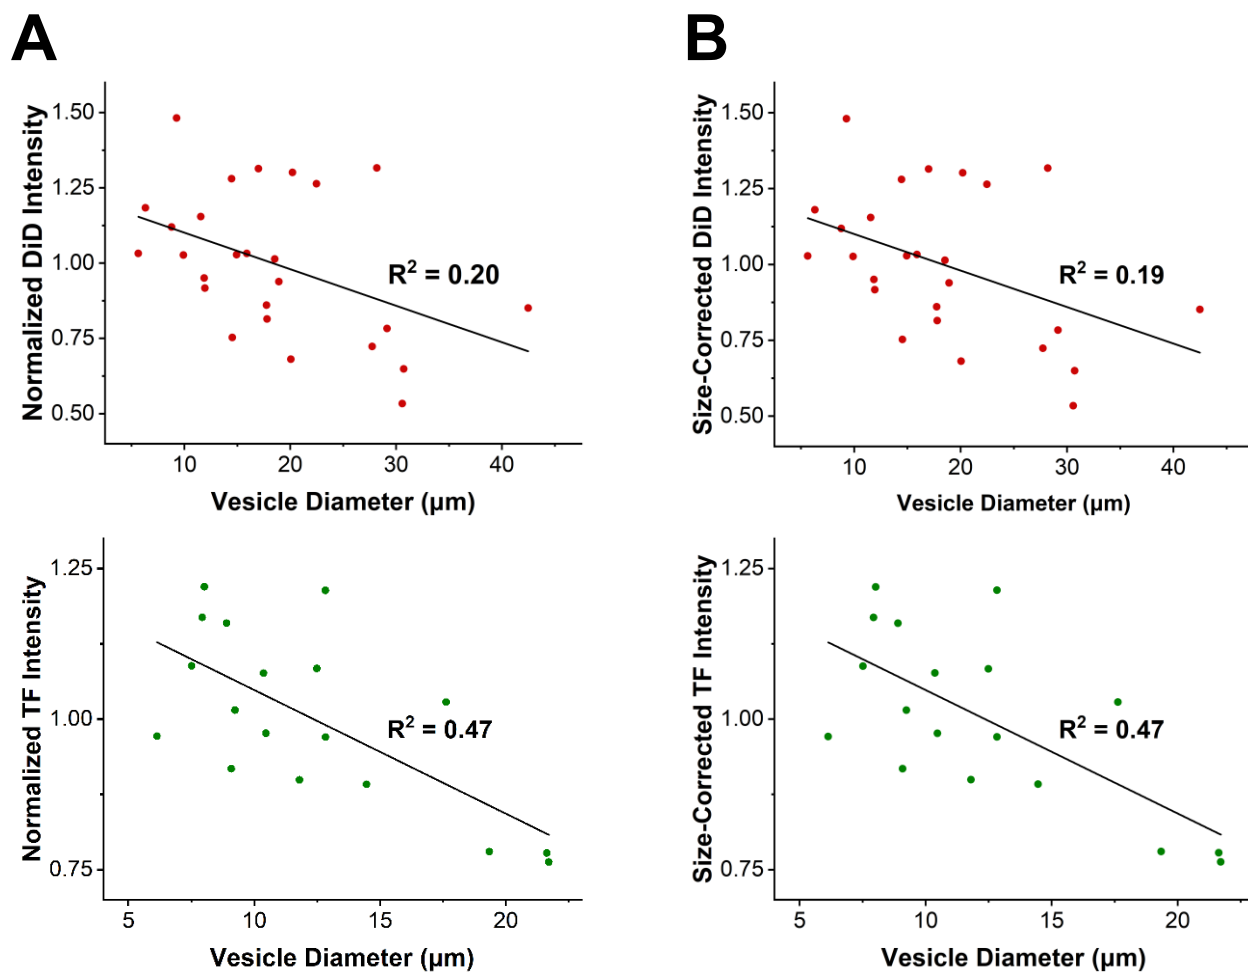 A
B
Normalized DiD Intensity
1.50
1.25
1.00
0.75
0.50
R² = 0.20
10 20 30 40
Vesicle Diameter (µm)
Size-Corrected DiD Intensity
1.50
1.25
1.00
0.75
0.50
R² = 0.19
10 20 30 40
Vesicle Diameter (µm)
Normalized TF Intensity
1.25
1.00
0.75
R² = 0.47
5 10 15 20
Vesicle Diameter (µm)
Size-Corrected TF Intensity
1.25
1.00
0.75
R² = 0.47
5 10 15 20
Vesicle Diameter (µm)